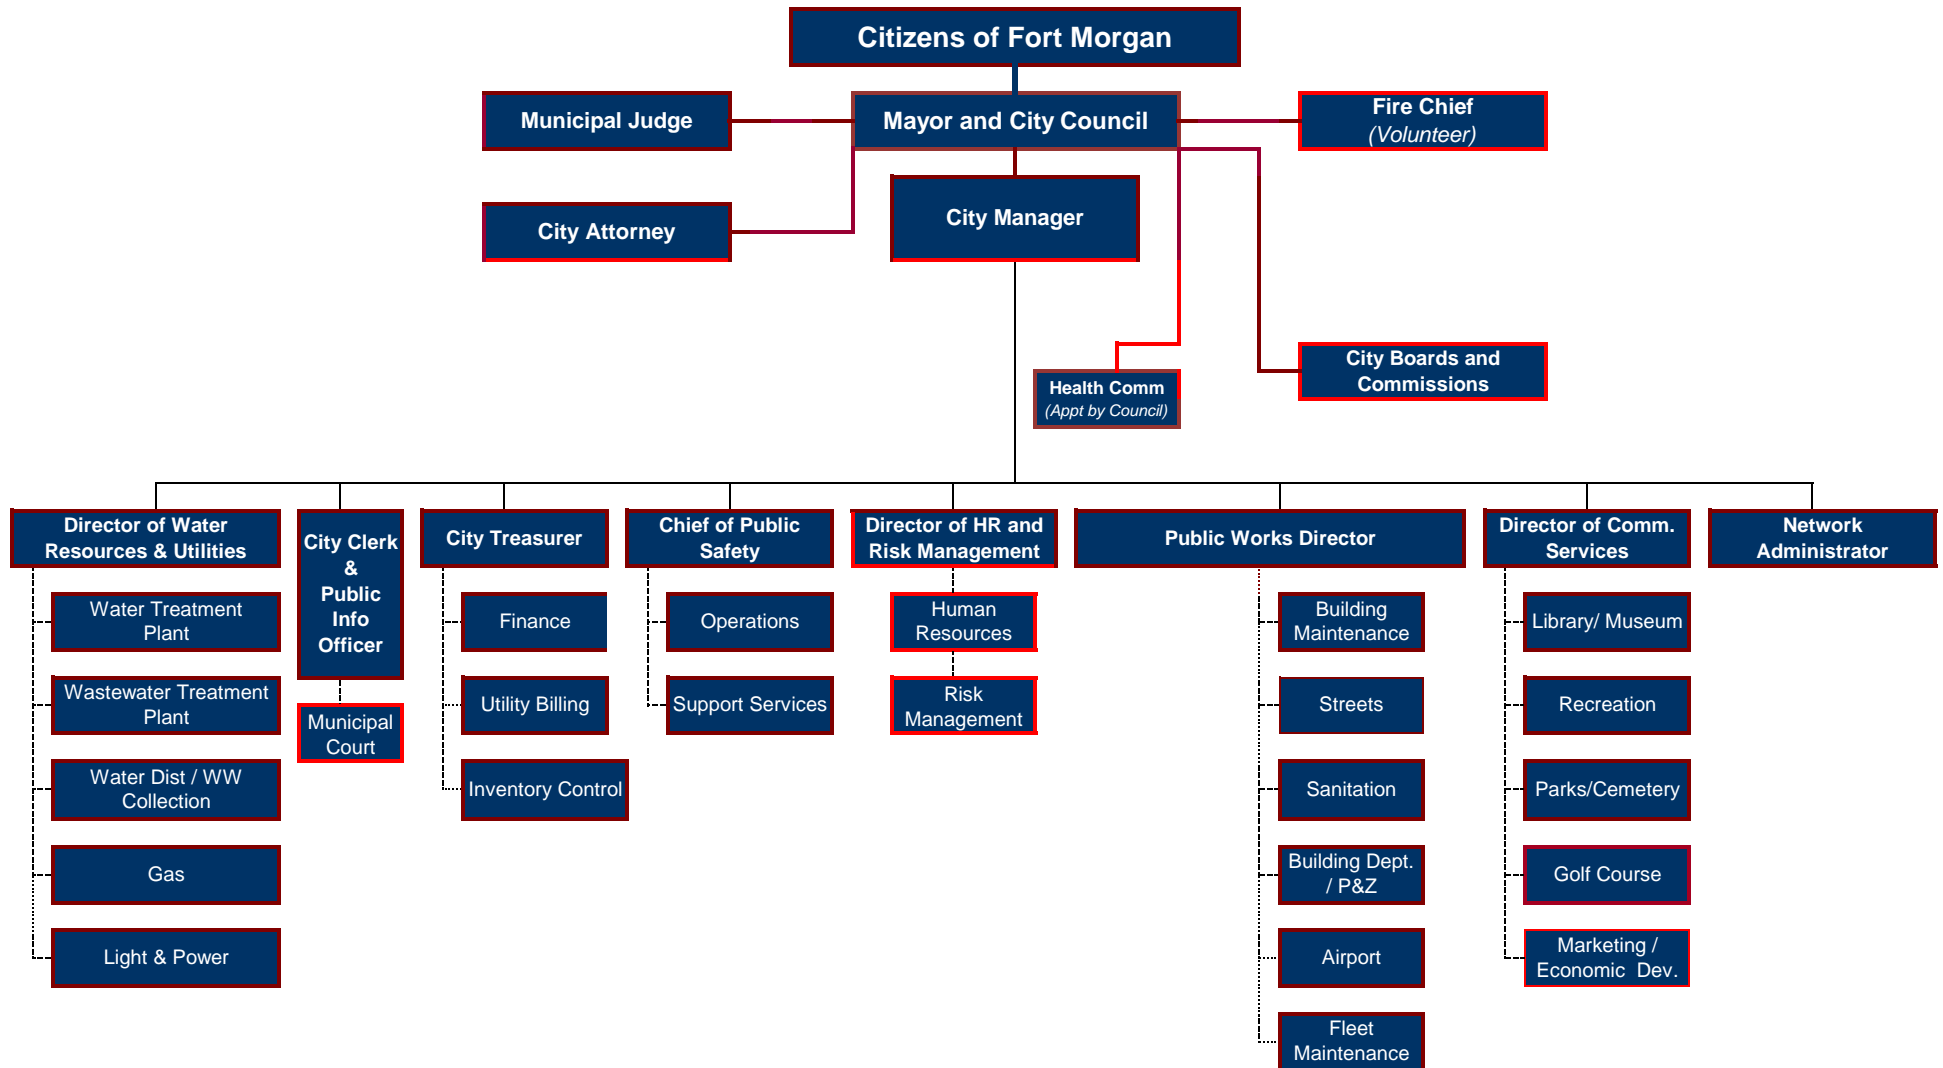 Citizens of Fort Morgan
Municipal Judge
Mayor and City Council
Fire Chief
(Volunteer)
City Attorney
City Manager
Health Comm
(Appt by Council)
City Boards and
Commissions
Director of Water
Resources & Utilities
Water Treatment
Plant
Wastewater Treatment
Plant
Water Dist / WW
Collection
Gas
Light & Power
City Clerk
&
Public
Info
Officer
Municipal
Court
City Treasurer
Finance
Utility Billing
Inventory Control
Chief of Public
Safety
Operations
Support Services
Director of HR and
Risk Management
Human
Resources
Risk
Management
Public Works Director
Building
Maintenance
Streets
Sanitation
Building Dept.
/ P&Z
Airport
Fleet
Maintenance
Director of Comm.
Services
Library/ Museum
Recreation
Parks/Cemetery
Golf Course
Marketing /
Economic  Dev.
Network
Administrator